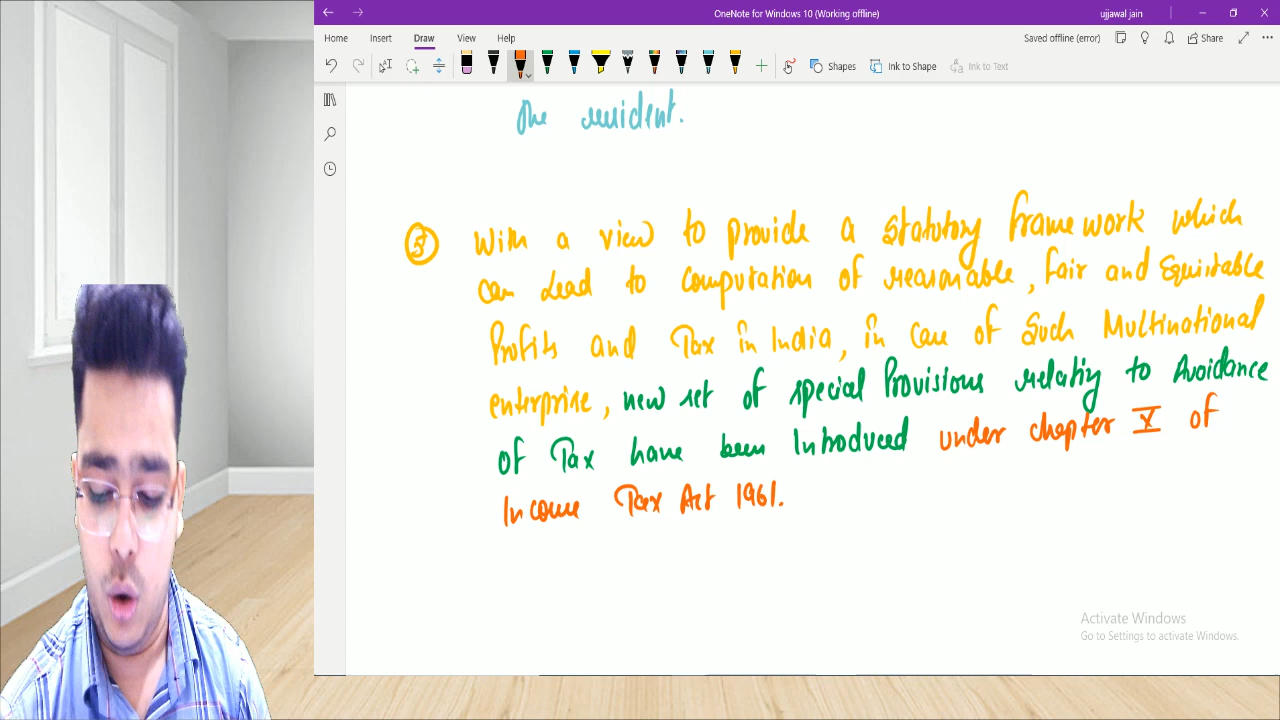 OneNote for Windows 10 (Working offline)
ujjawal jain
Home Insert Draw View Help
Saved offline (error)
Share
Shapes
Ink to Shape
Ink to Text
The resident.
5 With a view to provide a statutory framework which
can Lead to computation of reasonable, fair and Equitable
Profits and Tax in India, in case of Such Multinational
enterprise, new set of special Provisions relating to Avoidance
of Tax have been Introduced under chapter X of
Income Tax Act 1961.
Activate Windows
Go to Settings to activate Windows.